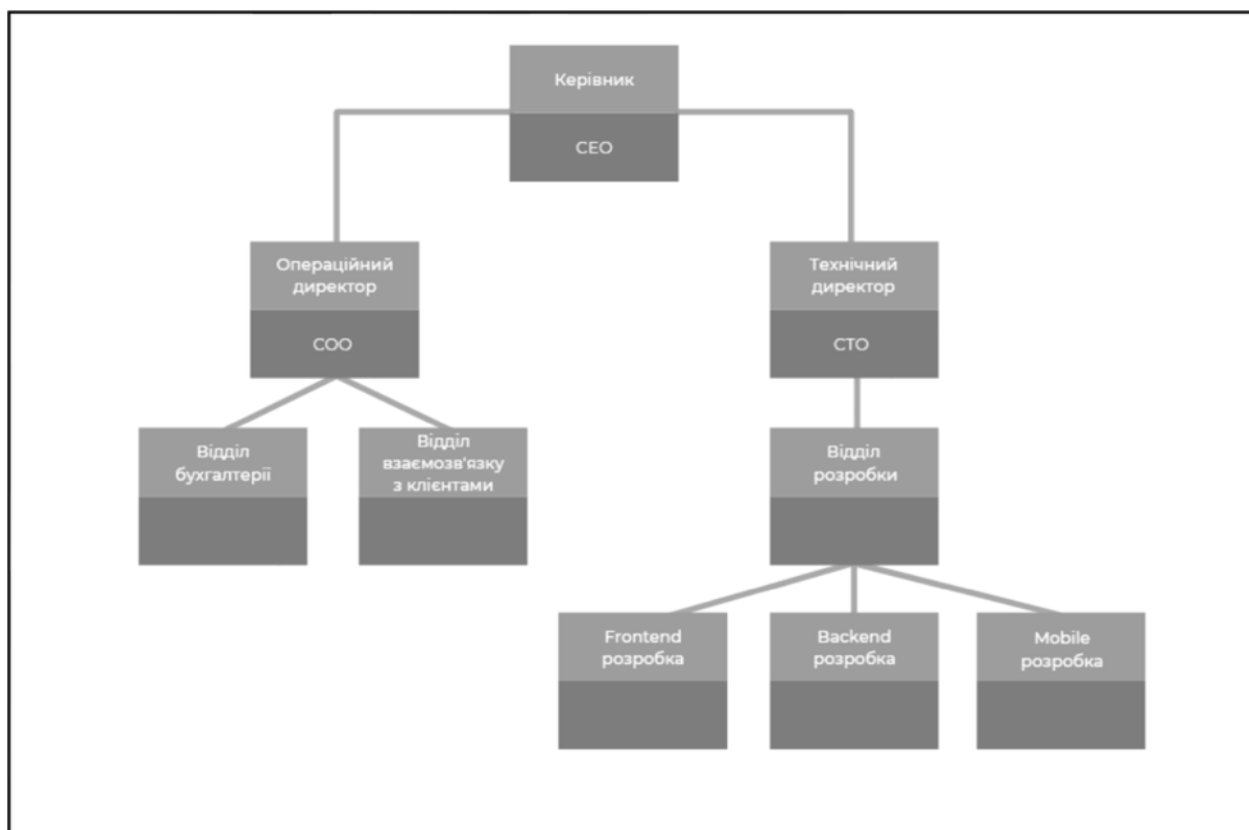 Керівник
CEO
Операційний
директор
COO
Технічний
директор
CTO
Відділ
бухгалтерії
Відділ
взаємозв'язку
з клієнтами
Відділ
розробки
Frontend
розробка
Backend
розробка
Mobile
розробка